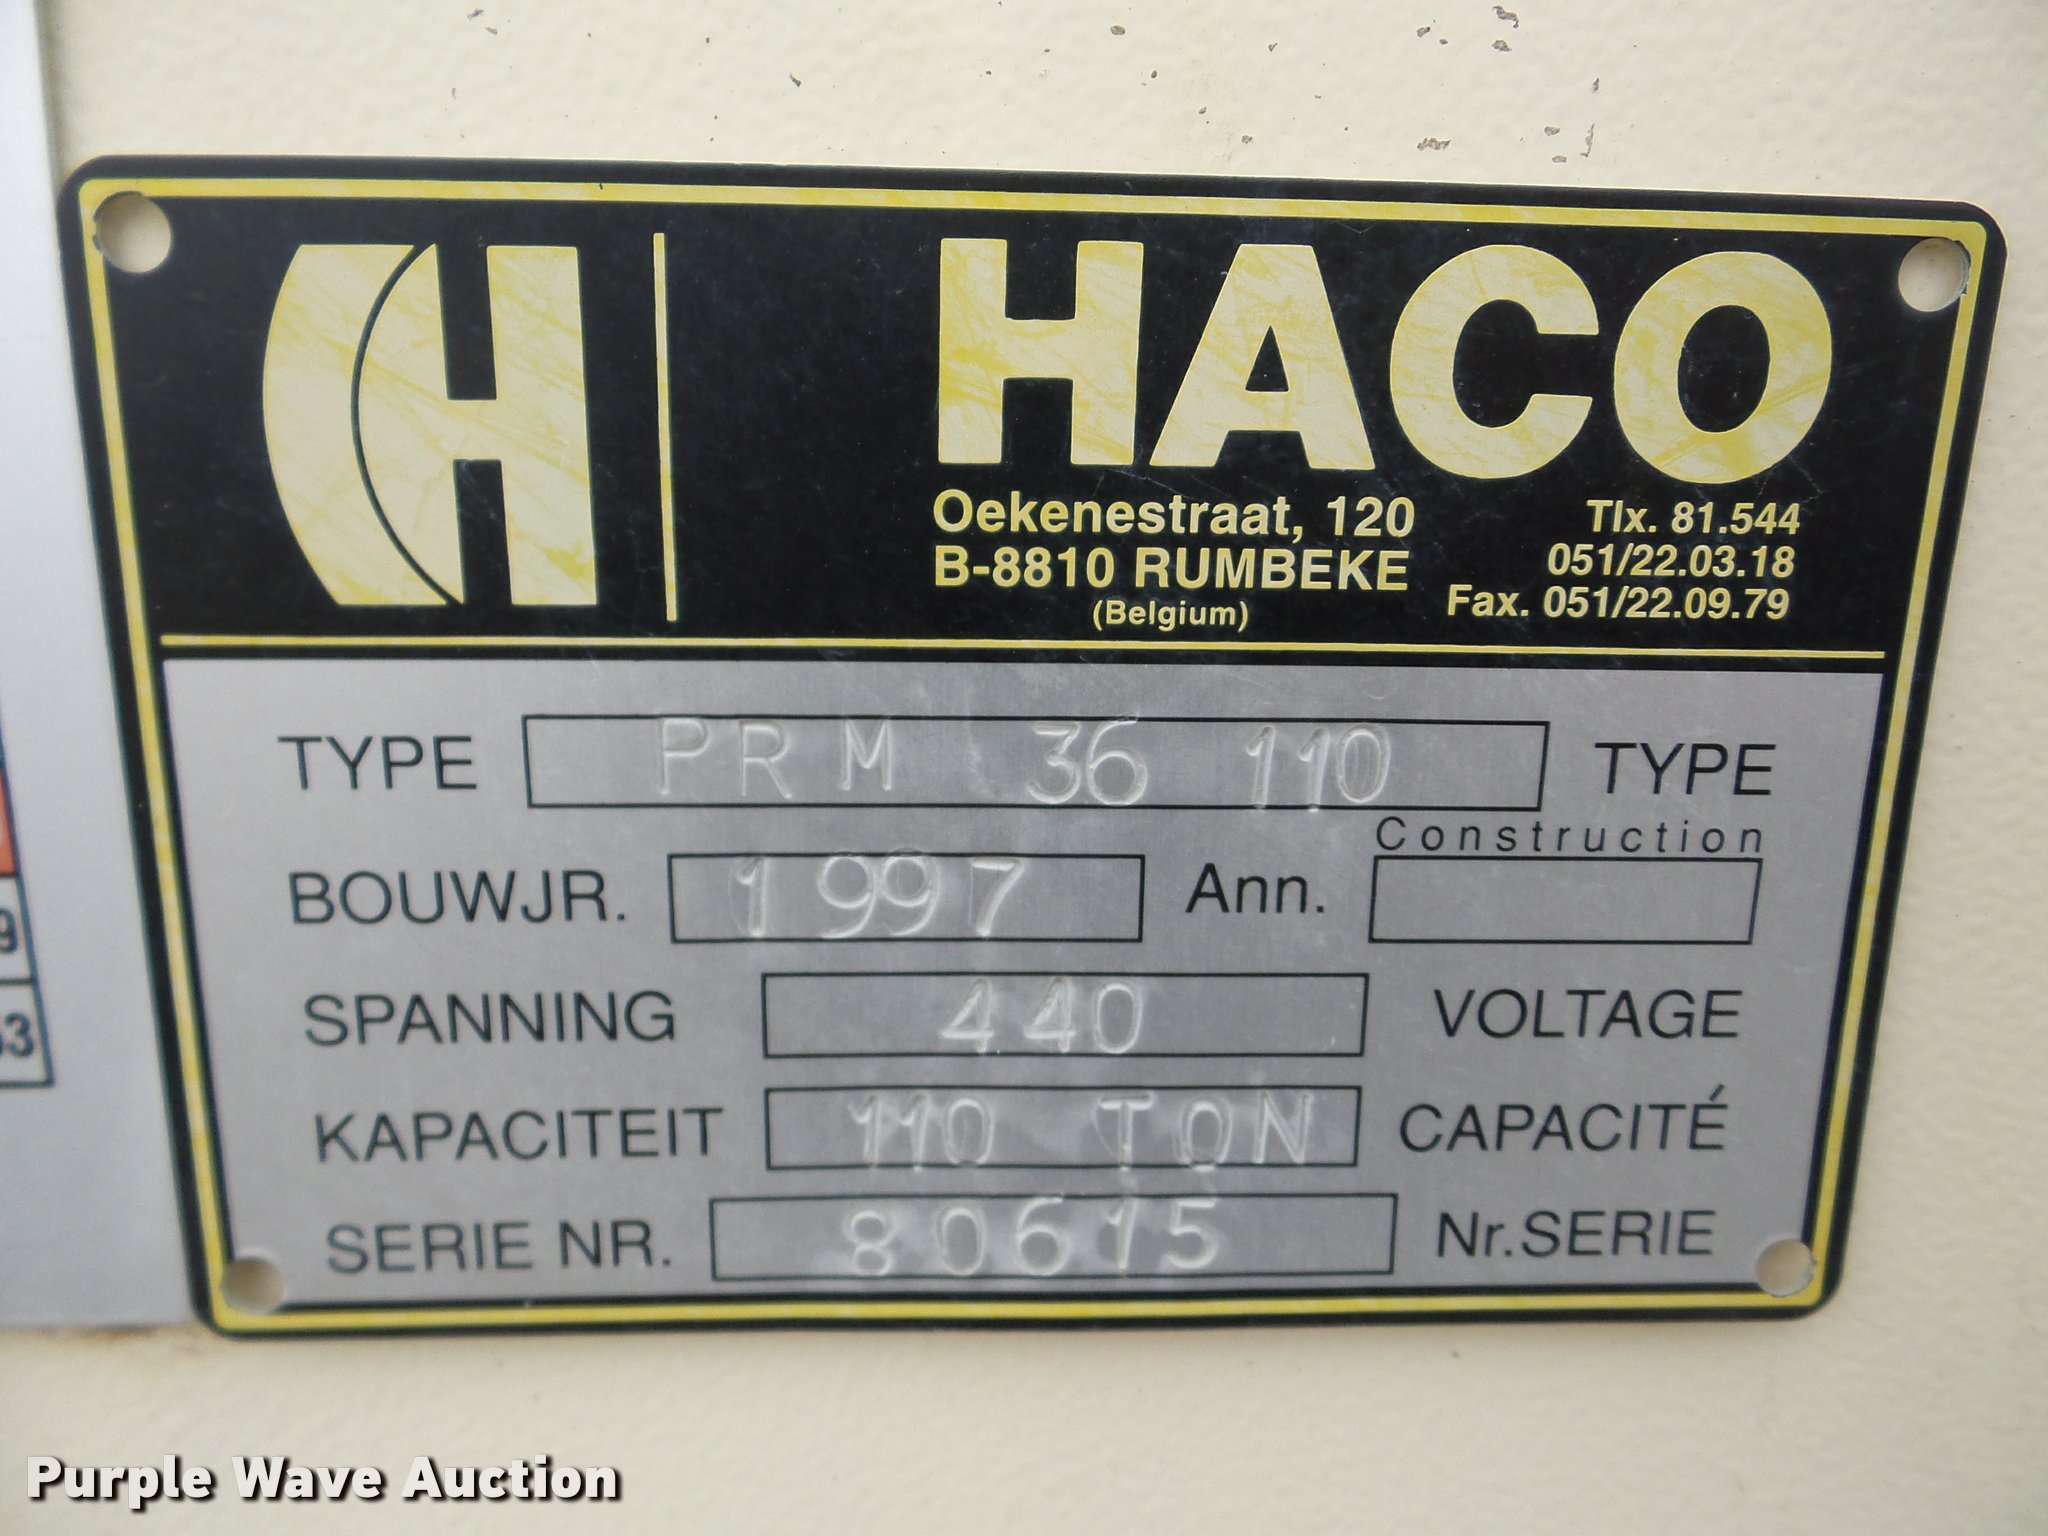 H
HACO
Oekenestraat, 120
B-8810 RUMBEKE
(Belgium)
Tlx. 81.544
051/22.03.18
Fax. 051/22.09.79
TYPE PRM 36 110 TYPE
BOUWJR. 1997 Ann. Construction
SPANNING 440 VOLTAGE
KAPACITEIT 110 TON CAPACITÉ
SERIE NR. 80615 Nr.SERIE
9
3
Purple Wave Auction